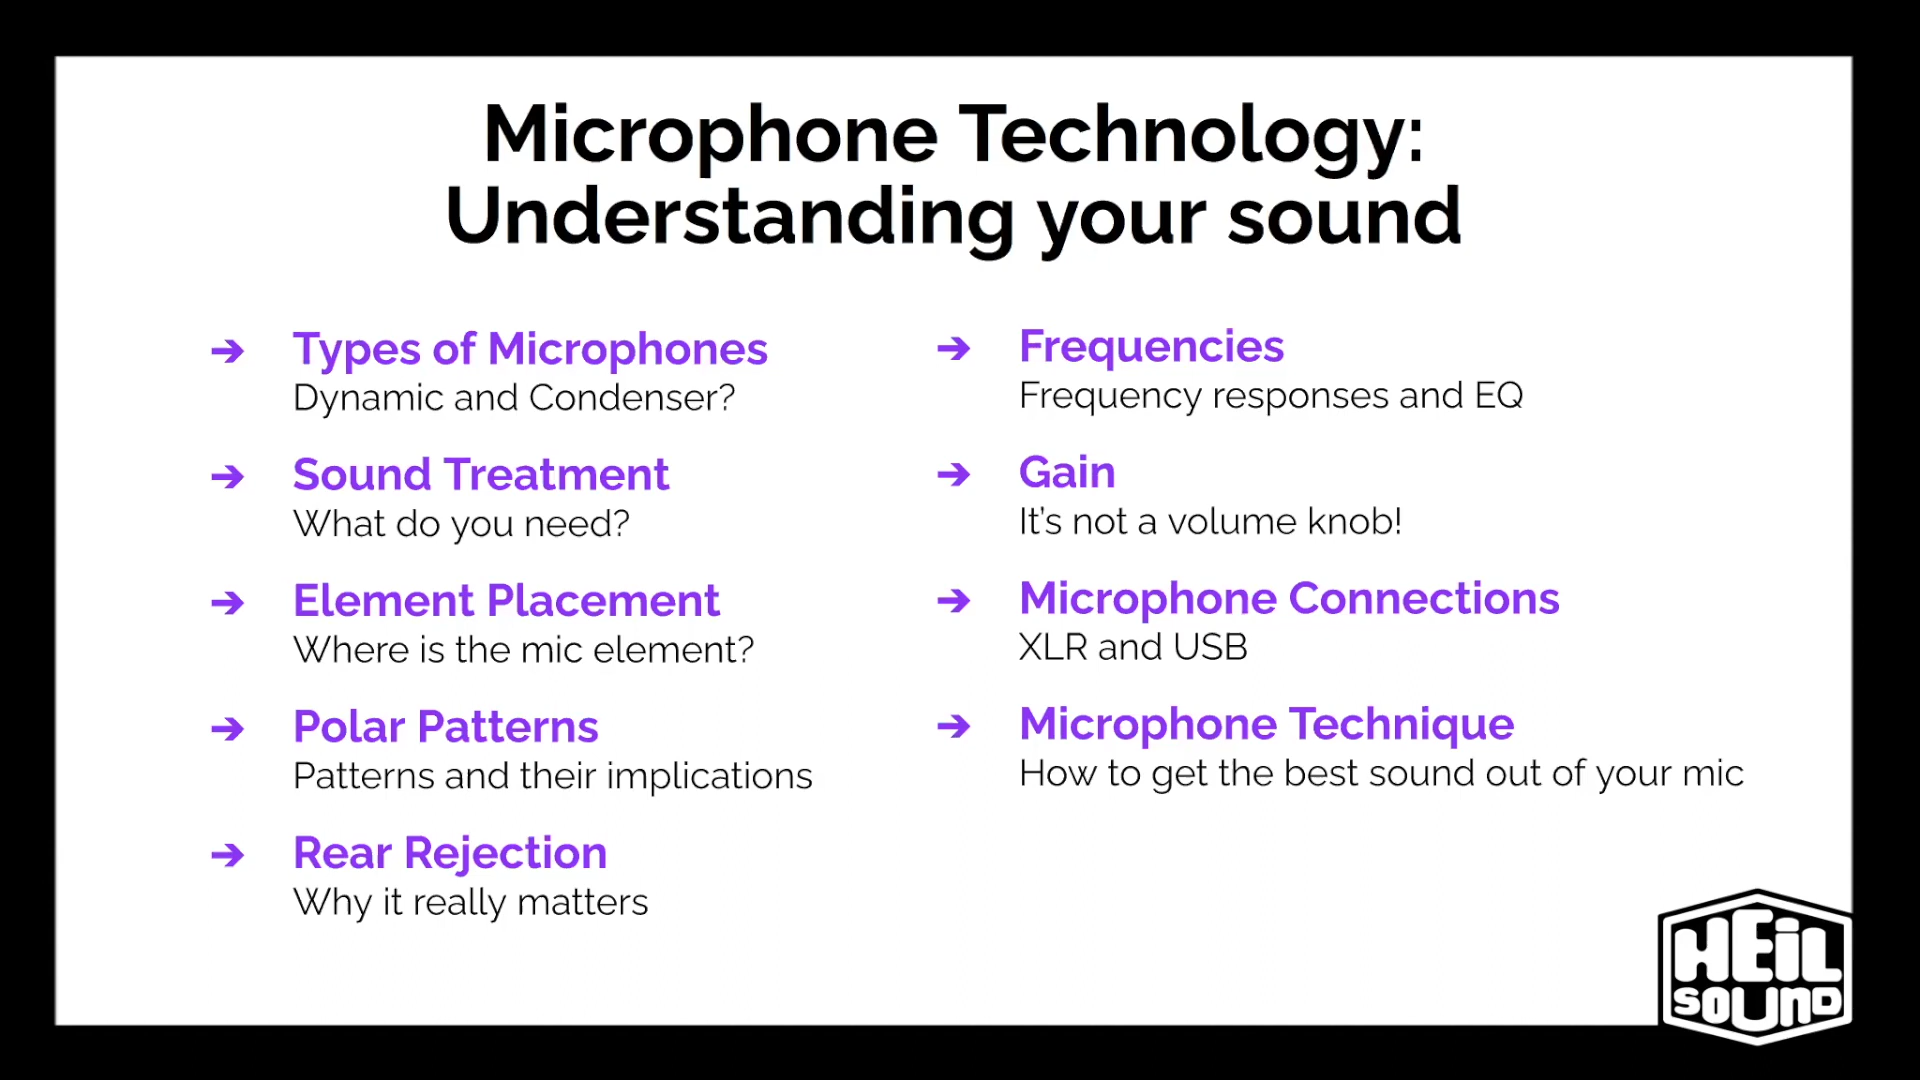 Microphone Technology:
Understanding your sound
➔ Types of Microphones
Dynamic and Condenser?
➔ Sound Treatment
What do you need?
➔ Element Placement
Where is the mic element?
➔ Polar Patterns
Patterns and their implications
➔ Rear Rejection
Why it really matters
➔ Frequencies
Frequency responses and EQ
➔ Gain
It's not a volume knob!
➔ Microphone Connections
XLR and USB
➔ Microphone Technique
How to get the best sound out of your mic
HEiL
SOUND